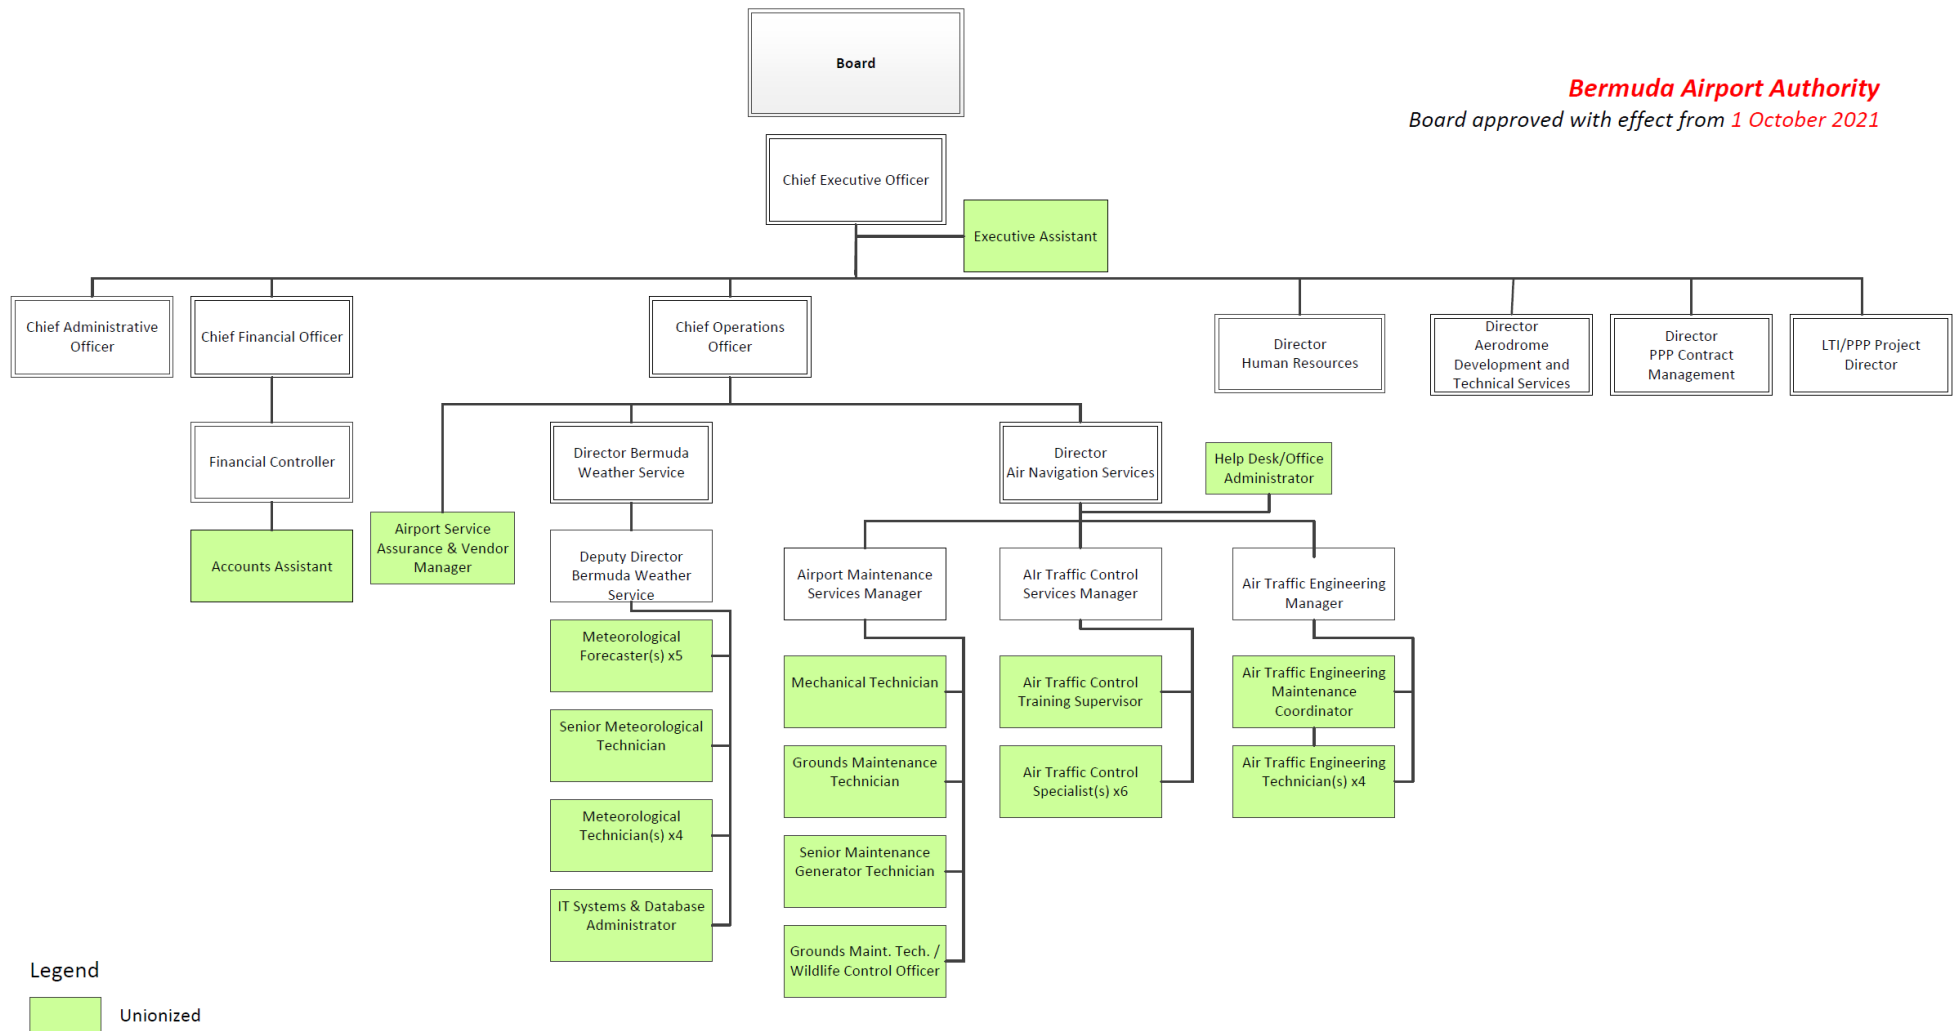 Board
Bermuda Airport Authority
Board approved with effect from 1 October 2021
Chief Executive Officer
Executive Assistant
Chief Administrative
Officer
Chief Financial Officer
Chief Operations
Officer
Director
Human Resources
Director
Aerodrome
Development and
Technical Services
Director
PPP Contract
Management
LTI/PPP Project
Director
Financial Controller
Director Bermuda
Weather Service
Director
Air Navigation Services
Help Desk/Office
Administrator
Accounts Assistant
Airport Service
Assurance & Vendor
Manager
Deputy Director
Bermuda Weather
Service
Airport Maintenance
Services Manager
AIr Traffic Control
Services Manager
Air Traffic Engineering
Manager
Meteorological
Forecaster(s) x5
Senior Meteorological
Technician
Meteorological
Technician(s) x4
IT Systems & Database
Administrator
Mechanical Technician
Grounds Maintenance
Technician
Senior Maintenance
Generator Technician
Grounds Maint. Tech. /
Wildlife Control Officer
Air Traffic Control
Training Supervisor
Air Traffic Control
Specialist(s) x6
Air Traffic Engineering
Maintenance
Coordinator
Air Traffic Engineering
Technician(s) x4
Legend
Unionized